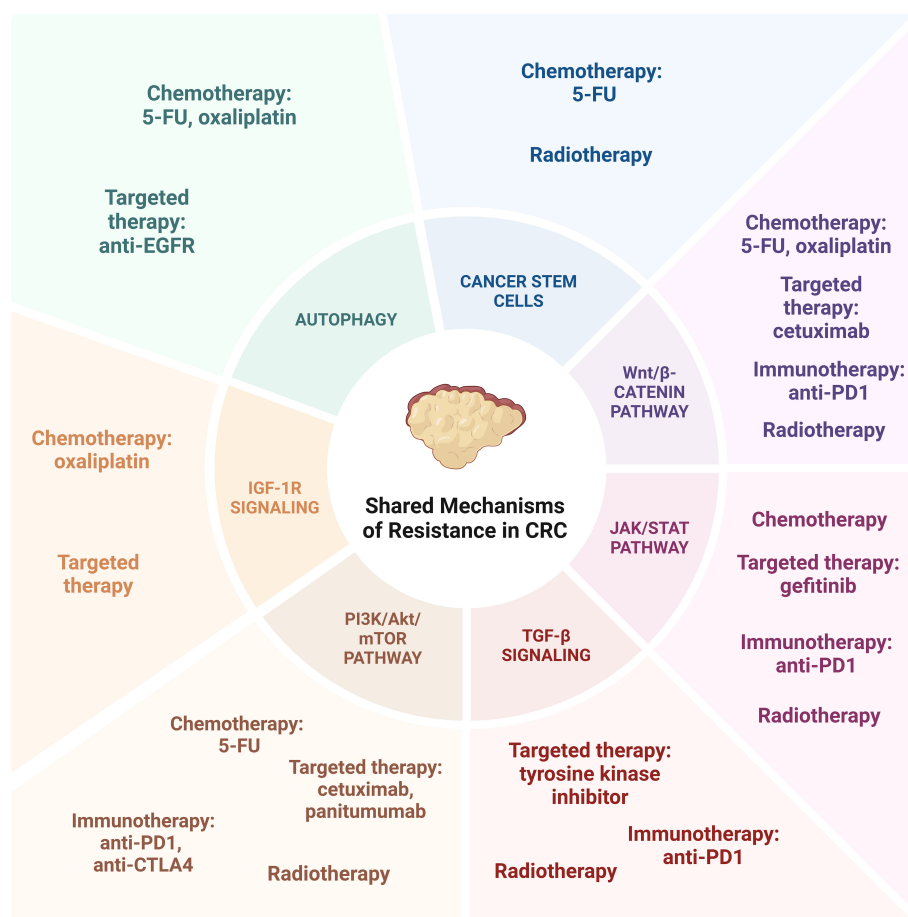 Shared Mechanisms
of Resistance in CRC
CANCER STEM
CELLS
Chemotherapy:
5-FU
Radiotherapy
Wnt/β-
CATENIN
PATHWAY
Chemotherapy:
5-FU, oxaliplatin
Targeted
therapy:
cetuximab
Immunotherapy:
anti-PD1
Radiotherapy
JAK/STAT
PATHWAY
Chemotherapy
Targeted therapy:
gefitinib
Immunotherapy:
anti-PD1
Radiotherapy
TGF-β
SIGNALING
Targeted therapy:
tyrosine kinase
inhibitor
Immunotherapy:
anti-PD1
Radiotherapy
PI3K/Akt/
mTOR
PATHWAY
Chemotherapy:
5-FU
Targeted therapy:
cetuximab,
panitumumab
Immunotherapy:
anti-PD1,
anti-CTLA4
Radiotherapy
IGF-1R
SIGNALING
Chemotherapy:
oxaliplatin
Targeted
therapy
AUTOPHAGY
Chemotherapy:
5-FU, oxaliplatin
Targeted
therapy:
anti-EGFR